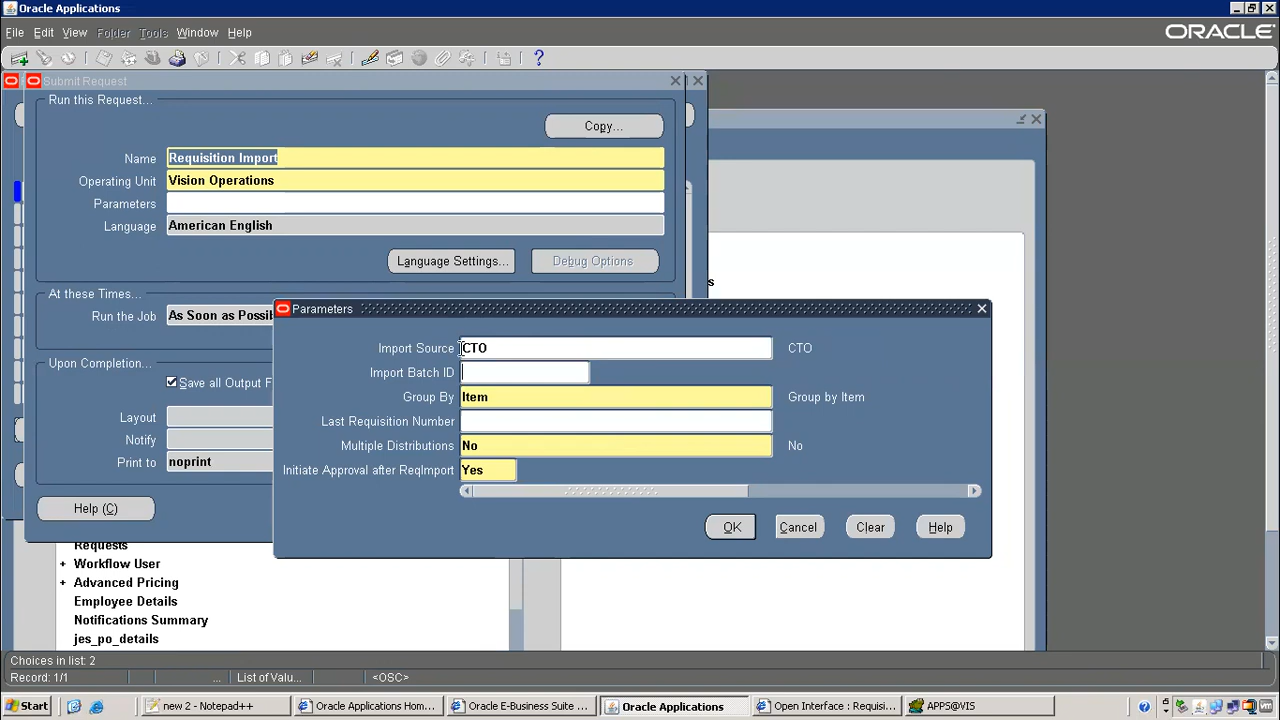 Oracle Applications
File Edit View Folder Tools Window Help
ORACLE
Submit Request
Run this Request...
Copy...
Name Requisition Import
Operating Unit Vision Operations
Parameters
Language American English
Language Settings... Debug Options
At these Times...
Run the Job As Soon as Possib
Upon Completion...
Save all Output F
Layout
Notify
Print to noprint
Help (C)
s
Parameters
Import Source CTO CTO
Import Batch ID
Group By Item Group by Item
Last Requisition Number
Multiple Distributions No No
Initiate Approval after ReqImport Yes
OK Cancel Clear Help
Requests
+ Workflow User
+ Advanced Pricing
Employee Details
Notifications Summary
jes_po_details
Choices in list: 2
Record: 1/1 ... List of Valu... <OSC>
Start new 2 - Notepad++ Oracle Applications Hom... Oracle E-Business Suite ... Oracle Applications Open Interface : Requisi... APPS@VIS